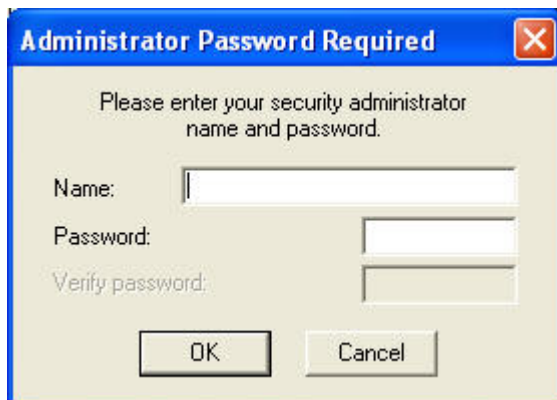 Administrator Password Required
Please enter your security administrator
name and password.
Name:
Password:
Verify password:
OK
Cancel